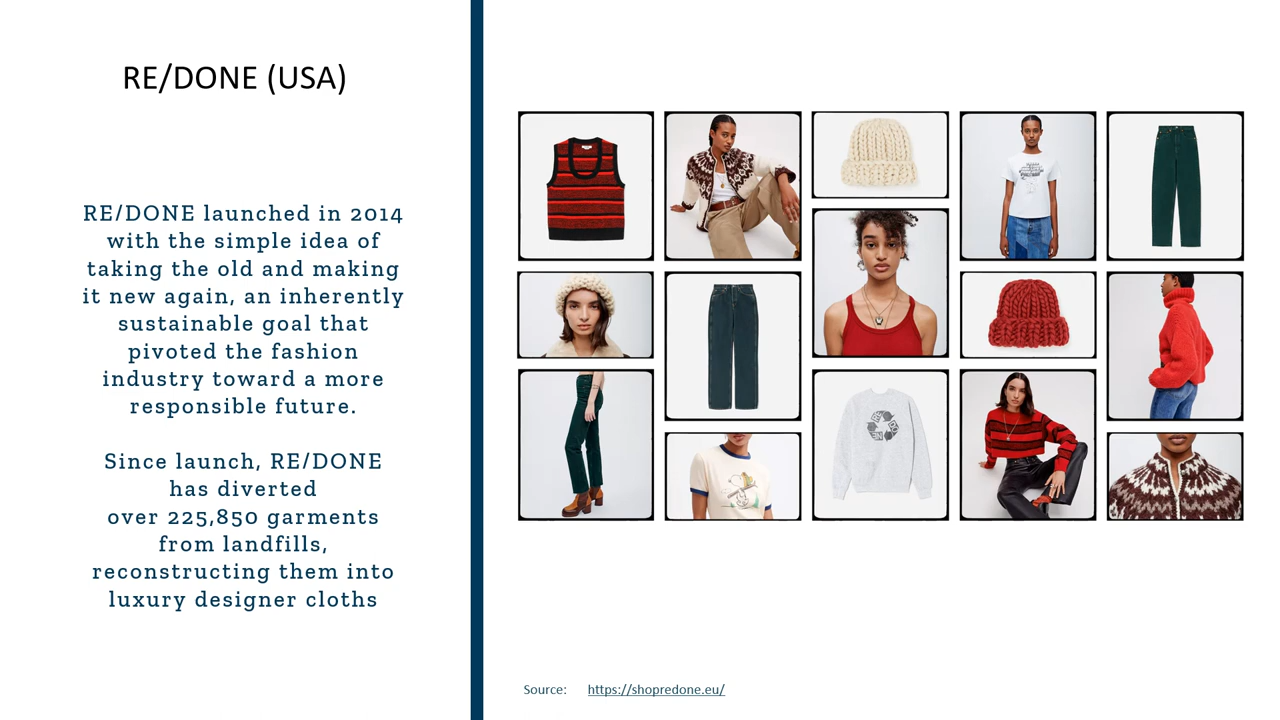 RE/DONE (USA)
RE/DONE launched in 2014
with the simple idea of
taking the old and making
it new again, an inherently
sustainable goal that
pivoted the fashion
industry toward a more
responsible future.
Since launch, RE/DONE
has diverted
over 225,850 garments
from landfills,
reconstructing them into
luxury designer cloths
Source: https://shopredone.eu/